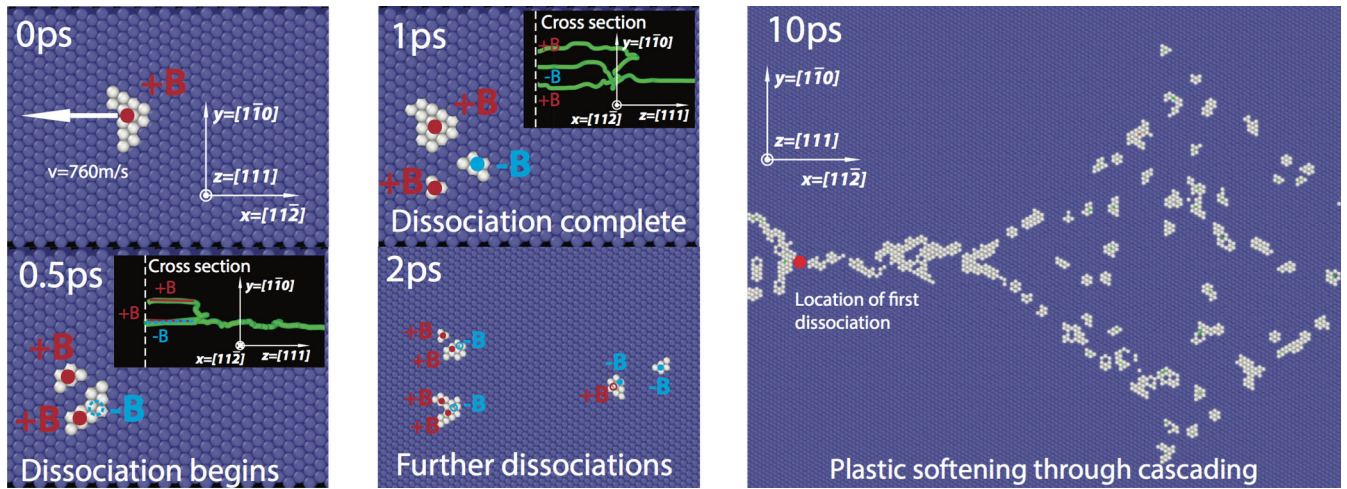 0ps
+B
v=760m/s
y=[11̅0]
z=[111]
x=[112̅]
0.5ps
Cross section
+B
+B
-B
y=[11̅0]
x=[112̅]
z=[111]
+B
+B
-B
Dissociation begins
1ps
Cross section
+B
-B
+B
y=[11̅0]
x=[112̅]
z=[111]
+B
-B
+B
Dissociation complete
2ps
+B
-B
+B
+B
-B
+B
-B
-B
+B
Further dissociations
10ps
y=[11̅0]
z=[111]
x=[112̅]
Location of first
dissociation
Plastic softening through cascading